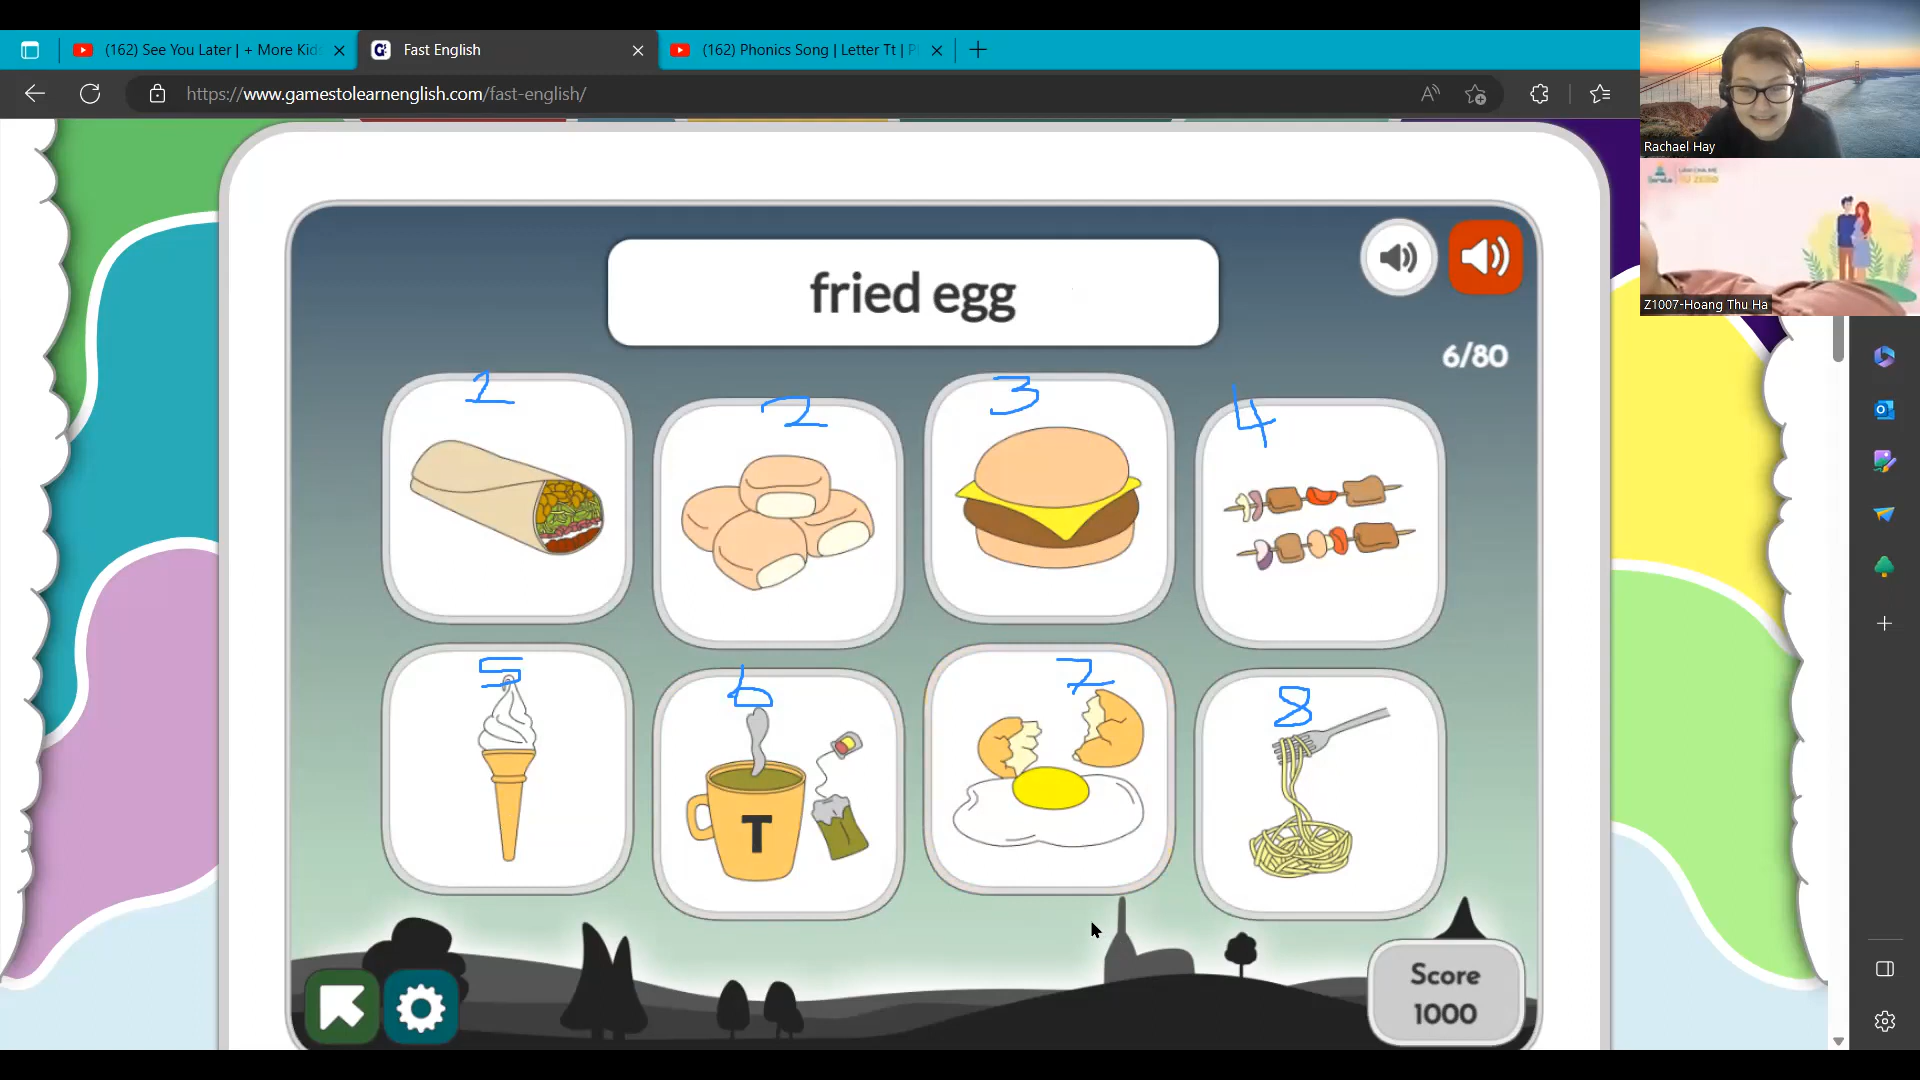 (162) See You Later | + More Kid
Fast English
(162) Phonics Song | Letter Tt | P
https://www.gamestolearnenglish.com/fast-english/
Rachael Hay
Z1007-Hoang Thu Ha
fried egg
6/80
1
2
3
4
5
6
7
8
T
Score
1000